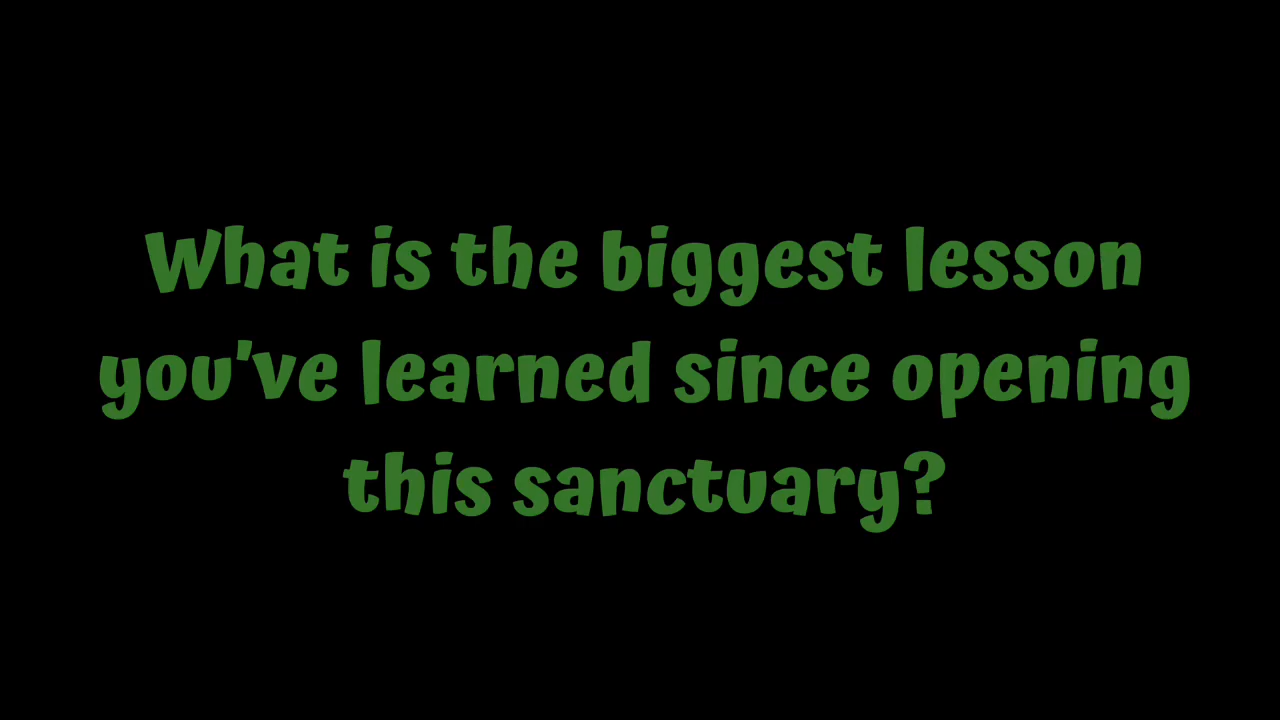 What is the biggest lesson
you've learned since opening
this sanctuary?